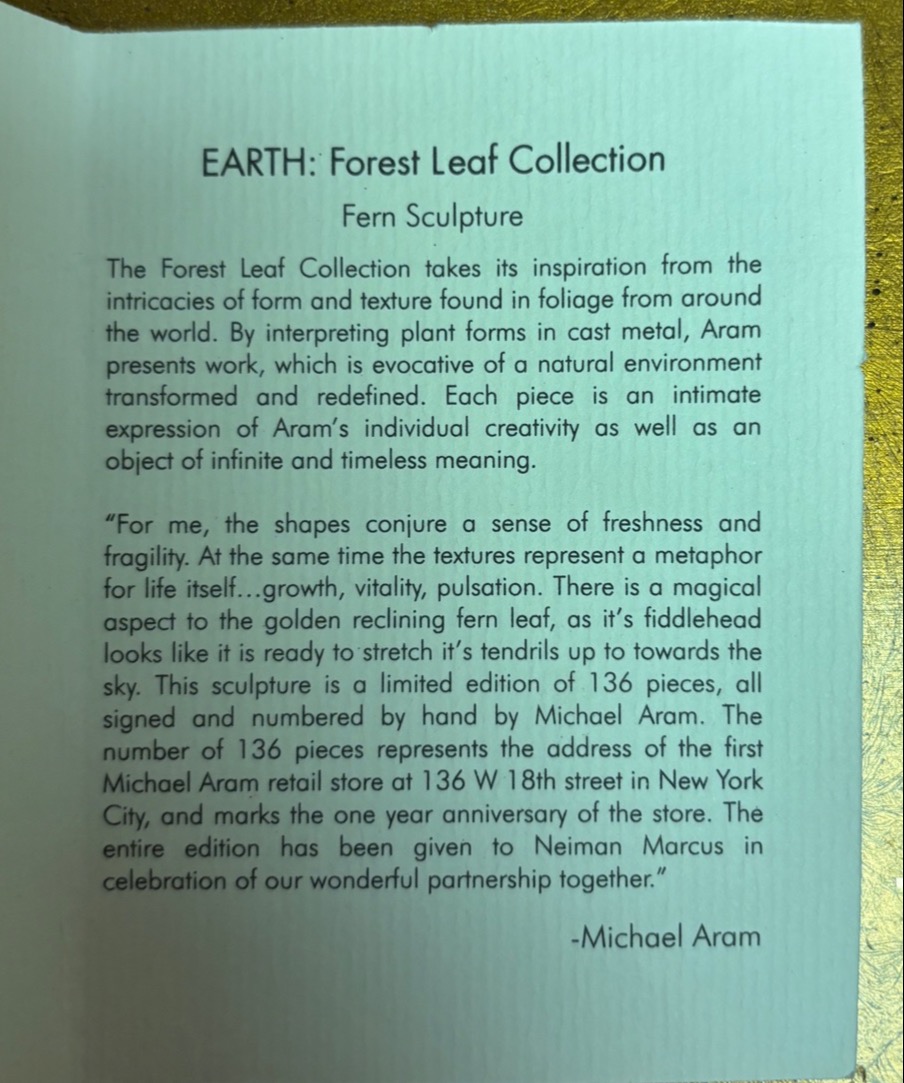 EARTH: Forest Leaf Collection
Fern Sculpture
The Forest Leaf Collection takes its inspiration from the
intricacies of form and texture found in foliage from around
the world. By interpreting plant forms in cast metal, Aram
presents work, which is evocative of a natural environment
transformed and redefined. Each piece is an intimate
expression of Aram's individual creativity as well as an
object of infinite and timeless meaning.
"For me, the shapes conjure a sense of freshness and
fragility. At the same time the textures represent a metaphor
for life itself...growth, vitality, pulsation. There is a magical
aspect to the golden reclining fern leaf, as it's fiddlehead
looks like it is ready to stretch it's tendrils up to towards the
sky. This sculpture is a limited edition of 136 pieces, all
signed and numbered by hand by Michael Aram. The
number of 136 pieces represents the address of the first
Michael Aram retail store at 136 W 18th street in New York
City, and marks the one year anniversary of the store. The
entire edition has been given to Neiman Marcus in
celebration of our wonderful partnership together."
-Michael Aram